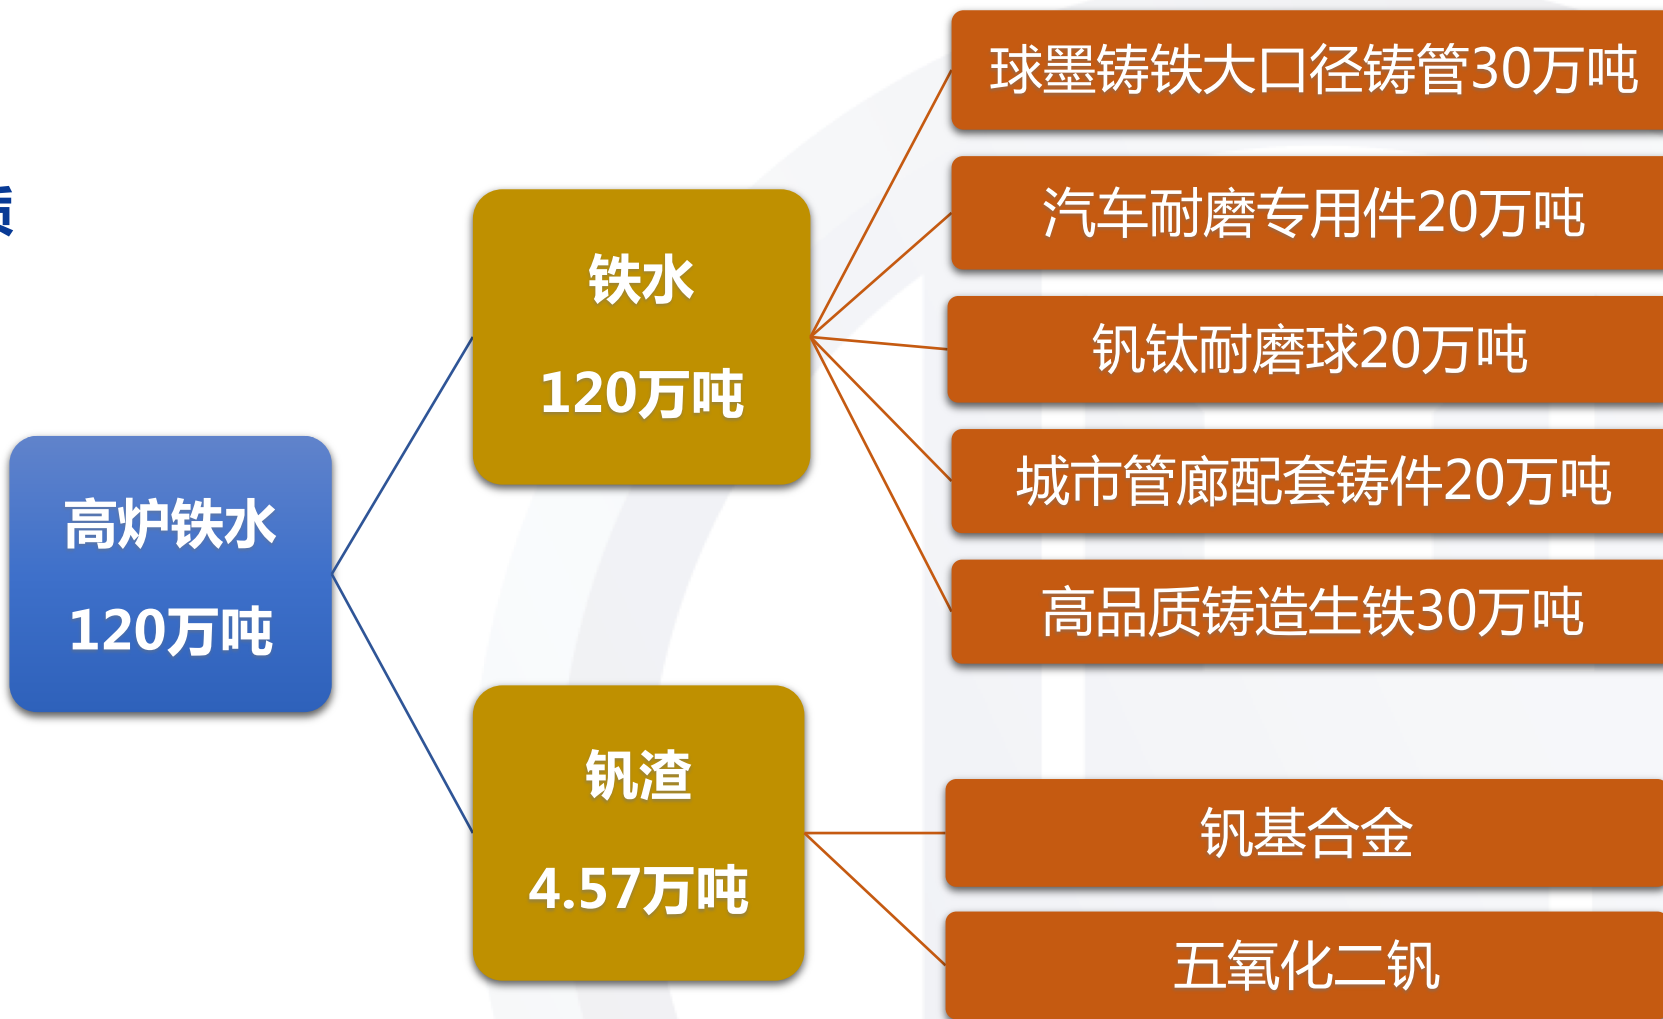 质
高炉铁水
120万吨
铁水
120万吨
钒渣
4.57万吨
球墨铸铁大口径铸管30万吨
汽车耐磨专用件20万吨
钒钛耐磨球20万吨
城市管廊配套铸件20万吨
高品质铸造生铁30万吨
钒基合金
五氧化二钒